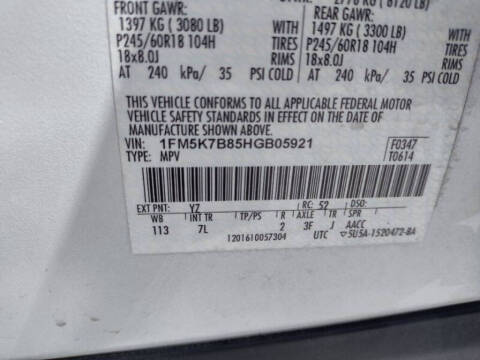 FRONT GAWR:
1397 KG ( 3080 LB)
P245/60R18 104H TIRES
18x8.0J RIMS
AT 240 kPa/ 35 PSI COLD
REAR GAWR:
1497 KG ( 3300 LB)
P245/60R18 104H TIRES
18x8.0J RIMS
AT 240 kPa/ 35 PSI COLD
THIS VEHICLE CONFORMS TO ALL APPLICABLE FEDERAL MOTOR
VEHICLE SAFETY STANDARDS IN EFFECT ON THE DATE OF
MANUFACTURE SHOWN ABOVE.
VIN: 1FM5K7B85HGB05921 F0347
TYPE: MPV T0614
EXT PNT: YZ RC: 52 DSO:
WB INT TR TP/PS R AXLE TR SPR
113 7L 2 3F J AACC
1201610057304 UTC ▽5U5A-1520472-BA